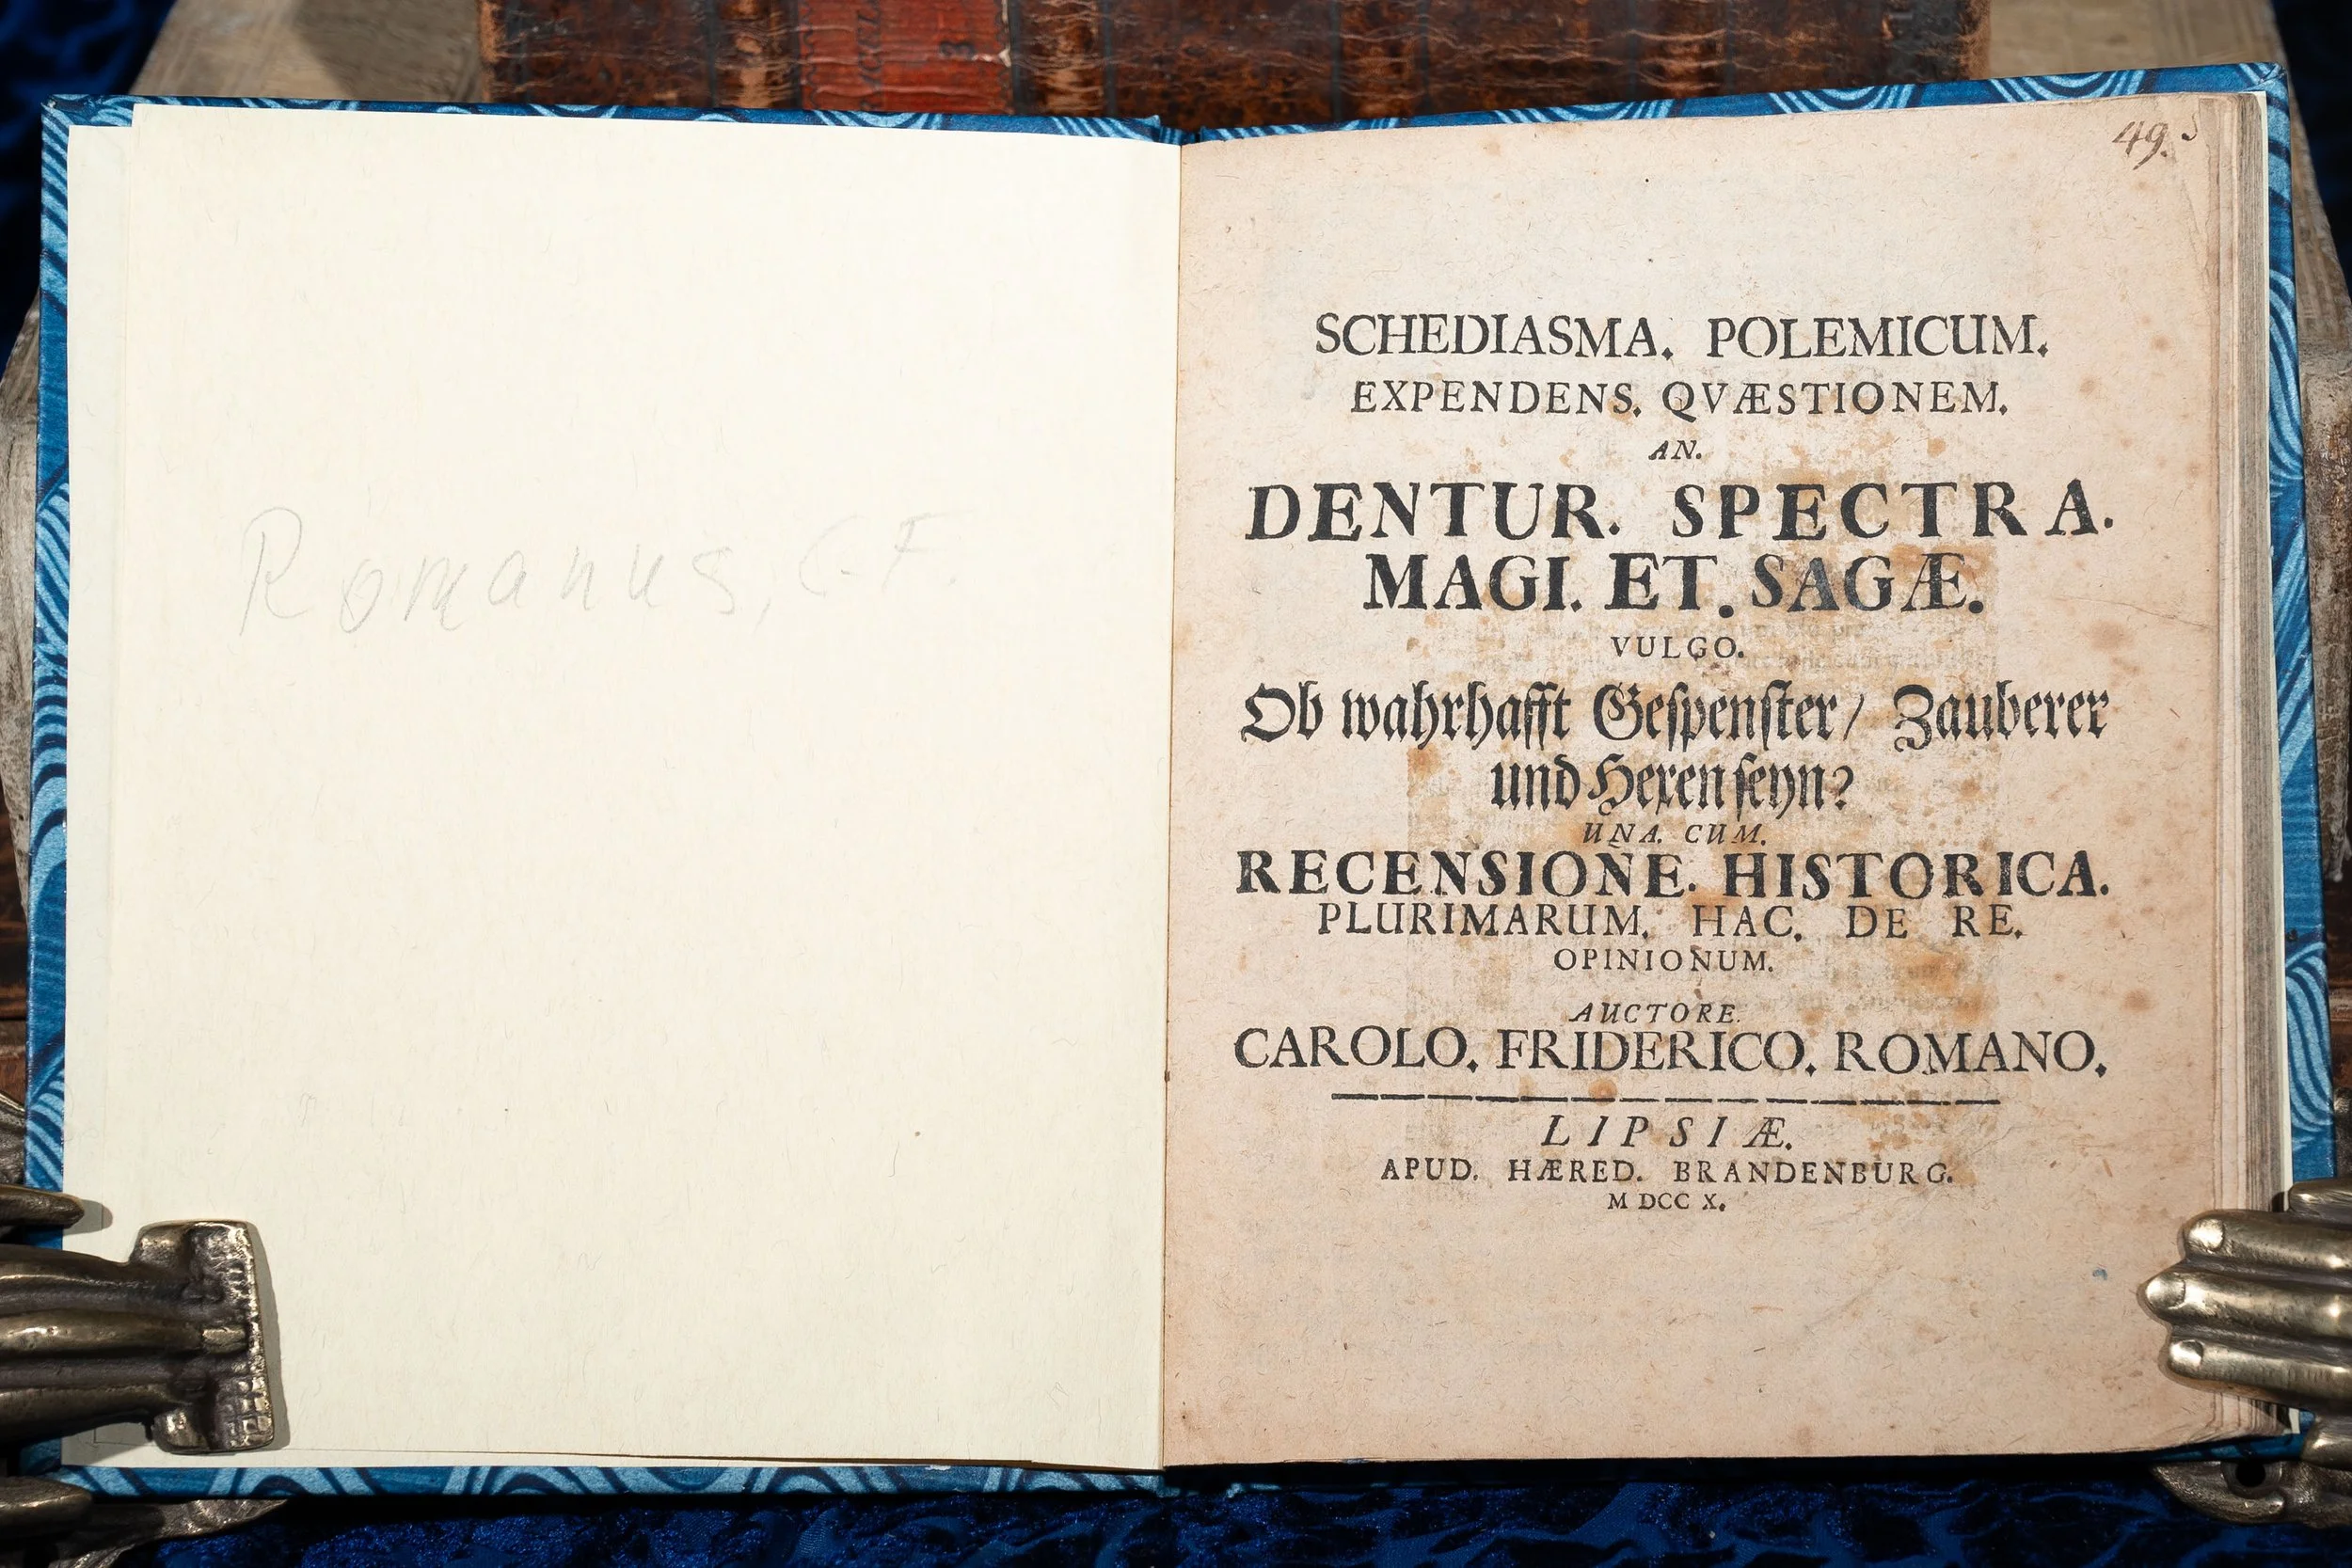 Romanus, C. F.
49.
SCHEDIASMA. POLEMICUM.
EXPENDENS. QVÆSTIONEM.
AN.
DENTUR. SPECTRA.
MAGI. ET. SAGÆ.
VULGO.
Ob wahrhafft Geſpenſter/ Zauberer
und Hexen ſeyn?
UNA. CUM.
RECENSIONE. HISTORICA.
PLURIMARUM. HAC. DE RE.
OPINIONUM.
AUCTORE.
CAROLO. FRIDERICO. ROMANO.
LIPSIÆ.
APUD. HÆRED. BRANDENBURG.
M DCC X.